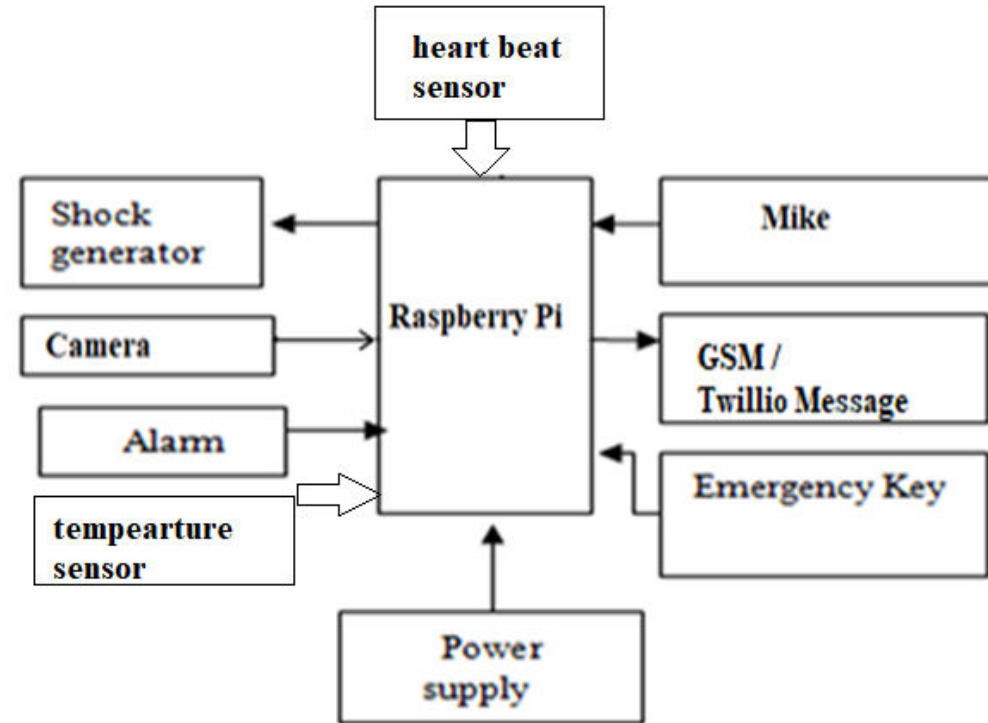 heart beat
sensor
Shock
generator
Mike
Raspberry Pi
Camera
GSM /
Twillio Message
Alarm
Emergency Key
tempearture
sensor
Power
supply